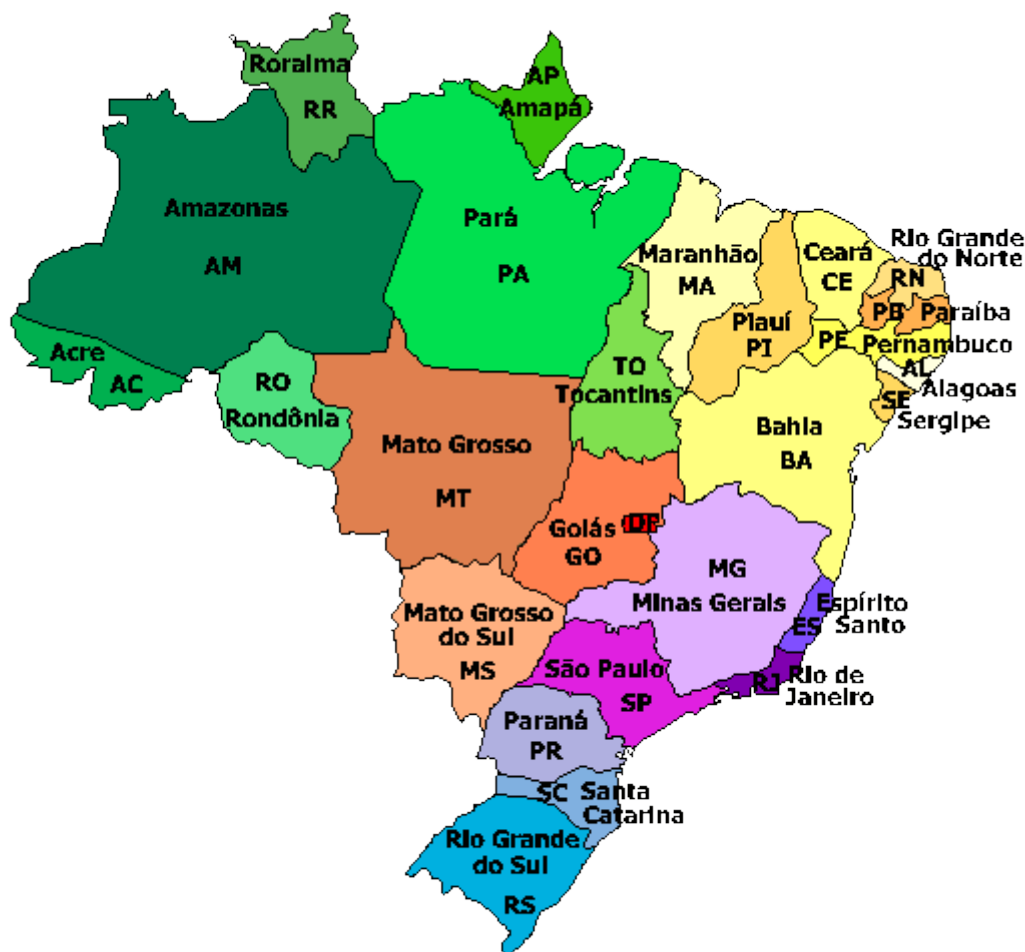 Roraima
RR
AP
Amapá
Amazonas
AM
Pará
PA
Maranhão
MA
Ceará
CE
Rio Grande
do Norte
RN
Piauí
PI
PB
Paraíba
PE
Pernambuco
AL
Alagoas
SE
Sergipe
Acre
AC
RO
Rondônia
TO
Tocantins
Mato Grosso
MT
Bahia
BA
Goiás
GO
DF
MG
Minas Gerais
Espírito
Santo
ES
Mato Grosso
do Sul
MS
São Paulo
SP
RJ
Rio de
Janeiro
Paraná
PR
SC
Santa
Catarina
Rio Grande
do Sul
RS